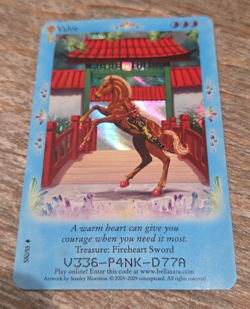 Valor
A warm heart can give you
courage when you need it most.
Treasure: Fireheart Sword
V336-P4NK-D77A
Play online! Enter this code at www.bellasara.com
Artwork by Stanley Morrison. © 2005-2009 conceptcard. All rights reserved.